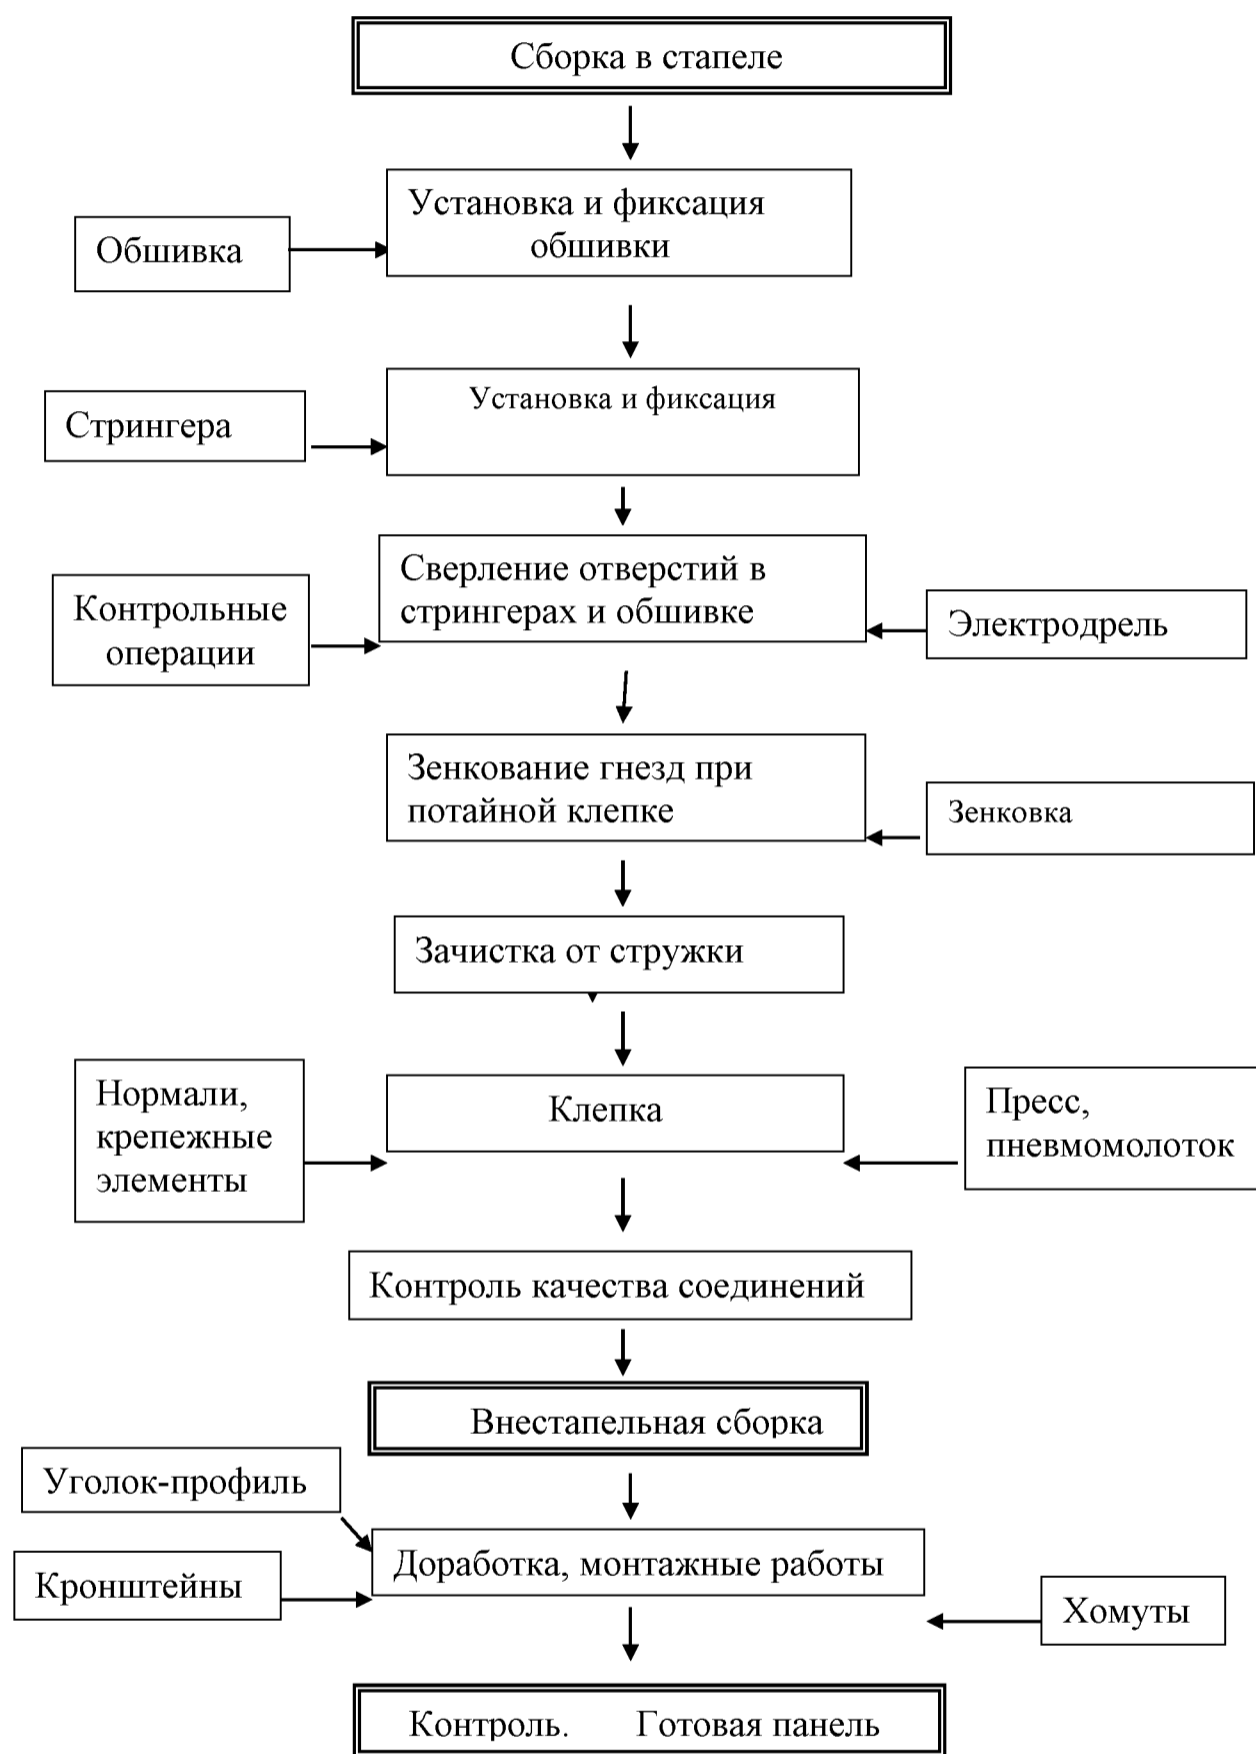 Сборка в стапеле
Установка и фиксация
обшивки
Обшивка
Установка и фиксация
Стрингера
Сверление отверстий в
стрингерах и обшивке
Контрольные
операции
Электродрель
Зенкование гнезд при
потайной клепке
Зенковка
Зачистка от стружки
Нормали,
крепежные
элементы
Клепка
Пресс,
пневмомолоток
Контроль качества соединений
Внестапельная сборка
Уголок-профиль
Доработка, монтажные работы
Кронштейны
Хомуты
Контроль. Готовая панель